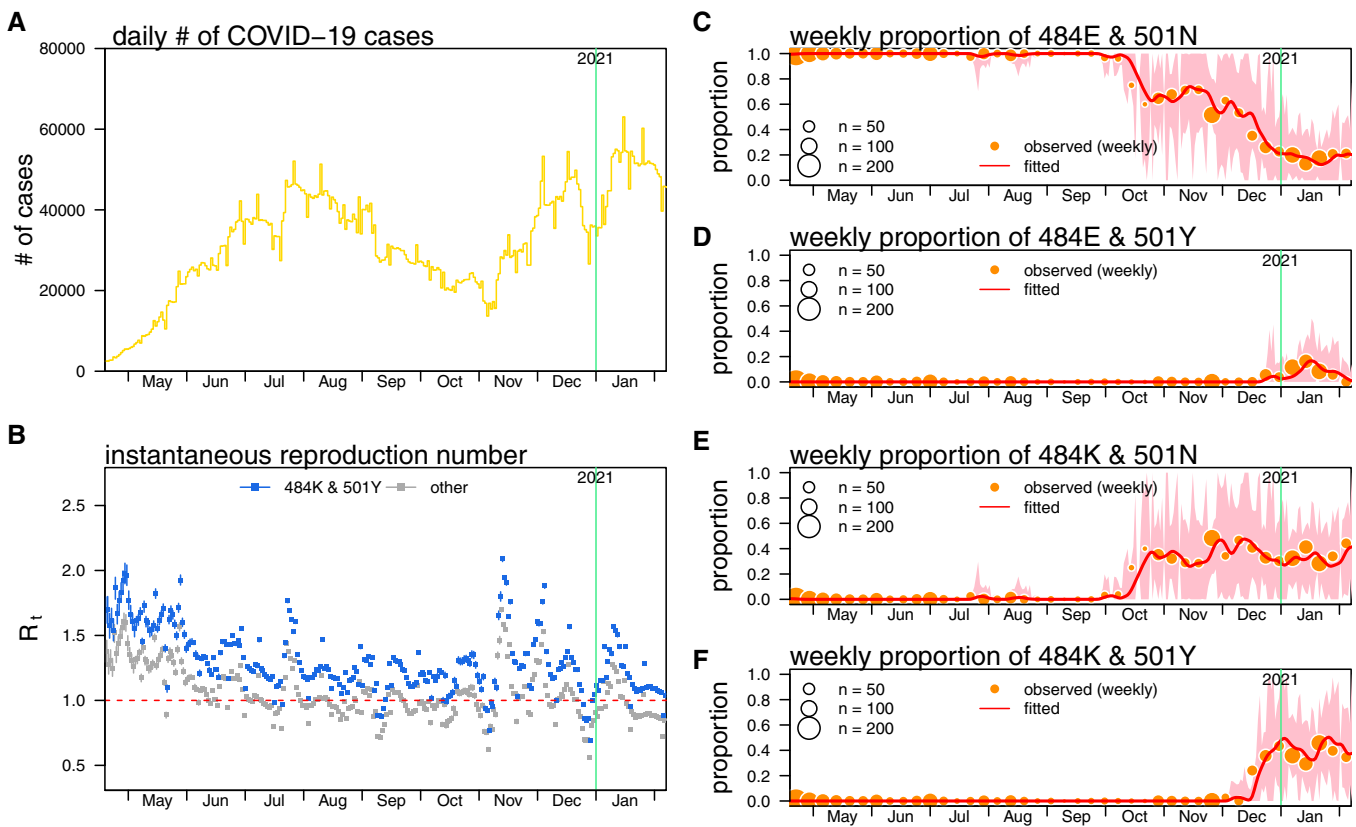 A
daily # of COVID−19 cases
# of cases
80000
60000
40000
20000
0
2021
May Jun Jul Aug Sep Oct Nov Dec Jan
B
instantaneous reproduction number
484K & 501Y other
2021
Rt
2.5
2.0
1.5
1.0
0.5
May Jun Jul Aug Sep Oct Nov Dec Jan
C
weekly proportion of 484E & 501N
proportion
1.0
0.8
0.6
0.4
0.2
0.0
2021
n = 50
n = 100
n = 200
observed (weekly)
fitted
May Jun Jul Aug Sep Oct Nov Dec Jan
D
weekly proportion of 484E & 501Y
proportion
1.0
0.8
0.6
0.4
0.2
0.0
2021
n = 50
n = 100
n = 200
observed (weekly)
fitted
May Jun Jul Aug Sep Oct Nov Dec Jan
E
weekly proportion of 484K & 501N
proportion
1.0
0.8
0.6
0.4
0.2
0.0
2021
n = 50
n = 100
n = 200
observed (weekly)
fitted
May Jun Jul Aug Sep Oct Nov Dec Jan
F
weekly proportion of 484K & 501Y
proportion
1.0
0.8
0.6
0.4
0.2
0.0
2021
n = 50
n = 100
n = 200
observed (weekly)
fitted
May Jun Jul Aug Sep Oct Nov Dec Jan